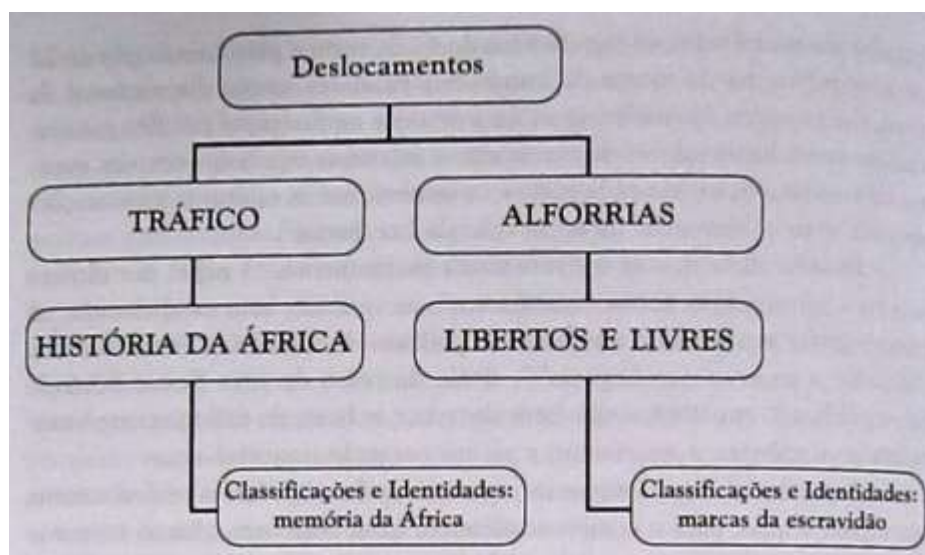 Deslocamentos
TRÁFICO
ALFORRIAS
HISTÓRIA DA ÁFRICA
LIBERTOS E LIVRES
Classificações e Identidades:
memória da África
Classificações e Identidades:
marcas da escravidão